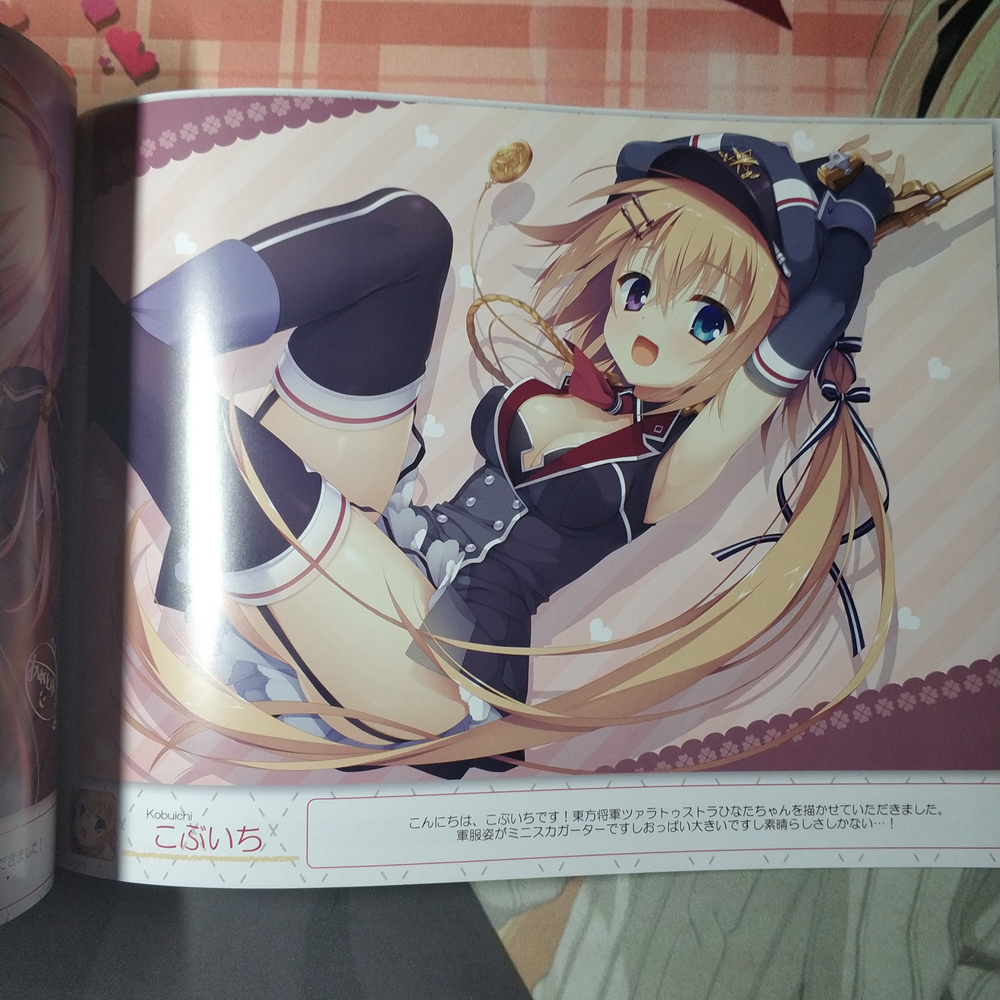 Kobuichi
こぶいち
こんにちは、こぶいちです！東方将軍ツァラトゥストラひなたちゃんを描かせていただきました。
軍服姿がミニスカガーターですしおっぱい大きいですし素晴らしさしかない…！